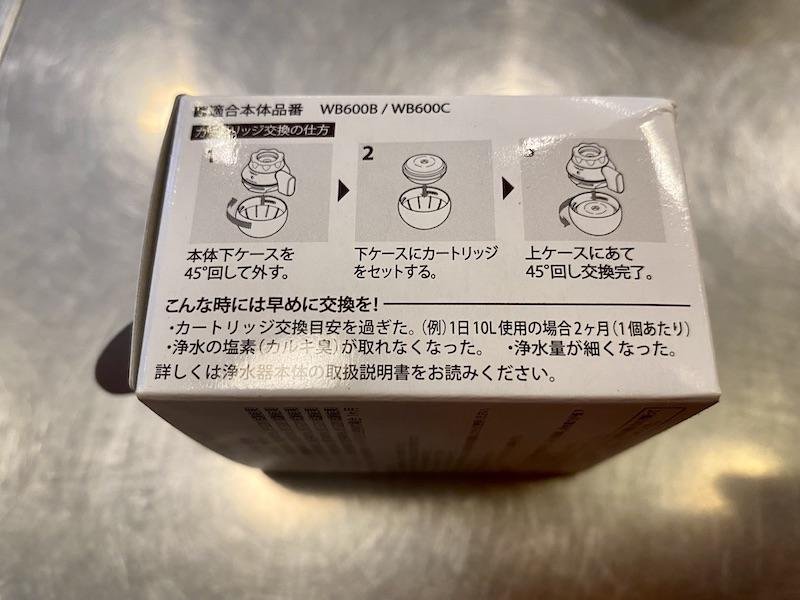 適合本体品番 WB600B / WB600C
カートリッジ交換の仕方
1
2
3
本体下ケースを
45°回して外す。
下ケースにカートリッジ
をセットする。
上ケースにあて
45°回し交換完了。
こんな時には早めに交換を!
・カートリッジ交換目安を過ぎた。(例)1日10L使用の場合2ヶ月(1個あたり)
・浄水の塩素(カルキ臭)が取れなくなった。 ・浄水量が細くなった。
詳しくは浄水器本体の取扱説明書をお読みください。